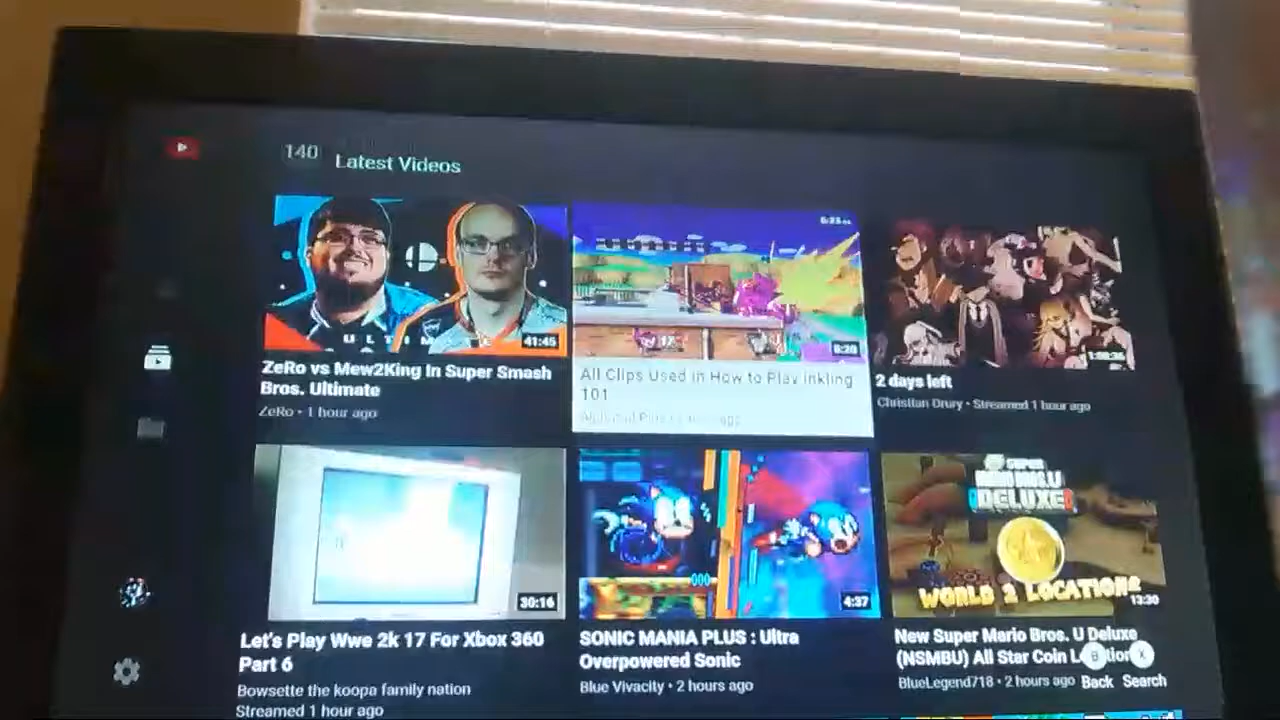 140 Latest Videos
41:45
ZeRo vs Mew2King In Super Smash
Bros. Ultimate
ZeRo • 1 hour ago
All Clips Used in How to Play Inkling
101
2 days left
Christian Drury • Streamed 1 hour ago
30:16
Let's Play Wwe 2k 17 For Xbox 360
Part 6
Bowsette the koopa family nation
Streamed 1 hour ago
4:37
SONIC MANIA PLUS : Ultra
Overpowered Sonic
Blue Vivacity • 2 hours ago
SUPER
MARIO BROS. U
DELUXE
WORLD 2 LOCATIONS
13:30
New Super Mario Bros. U Deluxe
(NSMBU) All Star Coin
BlueLegend718 • 2 hours ago
B Back X Search